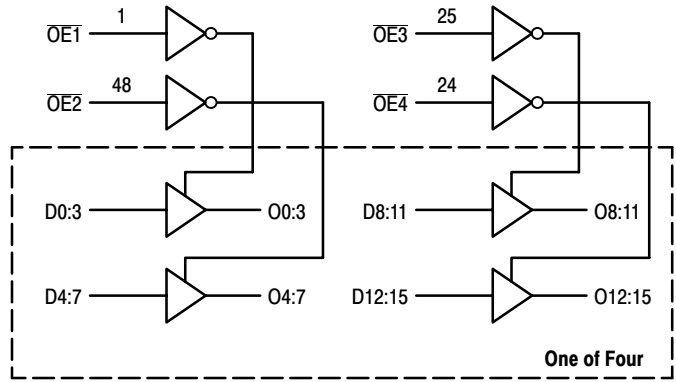 OE1 1
OE3 25
OE2 48
OE4 24
D0:3 O0:3
D8:11 O8:11
D4:7 O4:7
D12:15 O12:15
One of Four